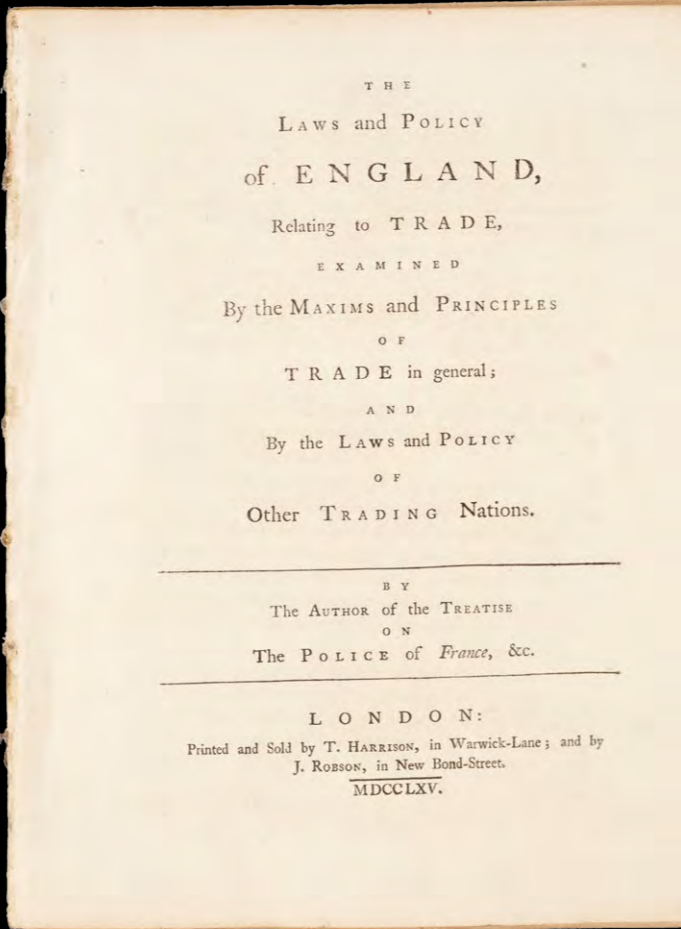 THE
LAWS and POLICY
of ENGLAND,
Relating to TRADE,
EXAMINED
By the MAXIMS and PRINCIPLES
OF
TRADE in general;
AND
By the LAWS and POLICY
OF
Other TRADING Nations.
BY
The AUTHOR of the TREATISE
ON
The POLICE of France, &c.
LONDON:
Printed and Sold by T. HARRISON, in Warwick-Lane; and by
J. ROBSON, in New Bond-Street.
MDCCLXV.